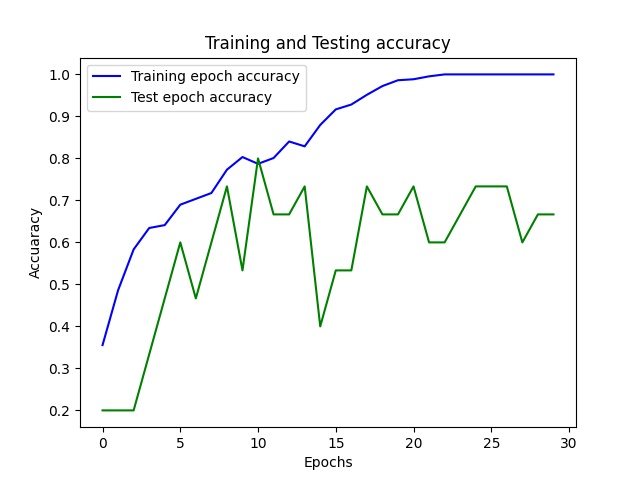 Training and Testing accuracy
Training epoch accuracy
Test epoch accuracy
1.0
0.9
0.8
0.7
0.6
0.5
0.4
0.3
0.2
Accuaracy
0 5 10 15 20 25 30
Epochs